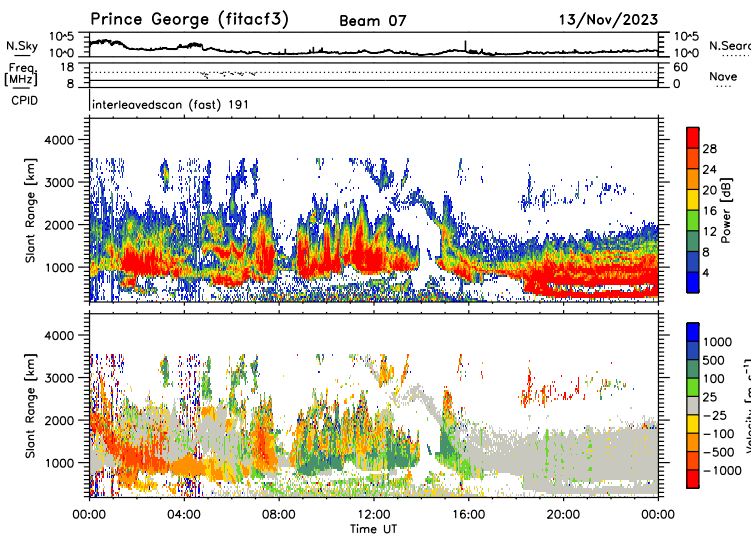 Prince George (fitacf3) Beam 07 13/Nov/2023
N.Sky 10^5 10^0 10^5 10^0 N.Searc
Freq. [MHz] 18 8 60 0 Nave
CPID interleavedscan (fast) 191
Slant Range [km] 4000 3000 2000 1000
28 24 20 16 12 8 4 Power [dB]
Slant Range [km] 4000 3000 2000 1000
1000 500 100 25 -25 -100 -500 -1000 Velocity [m s^-1]
00:00 04:00 08:00 12:00 16:00 20:00 00:00
Time UT